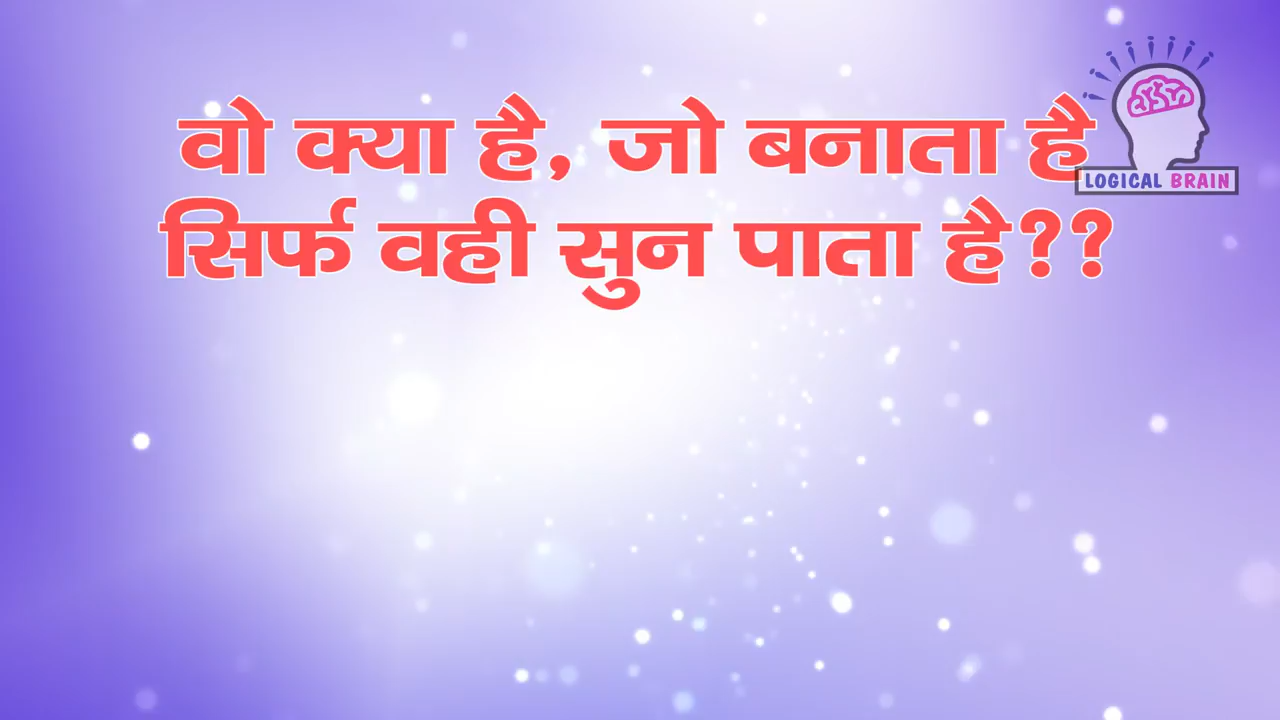 वो क्या है, जो बनाता है
सिर्फ वही सुन पाता है??
LOGICAL BRAIN